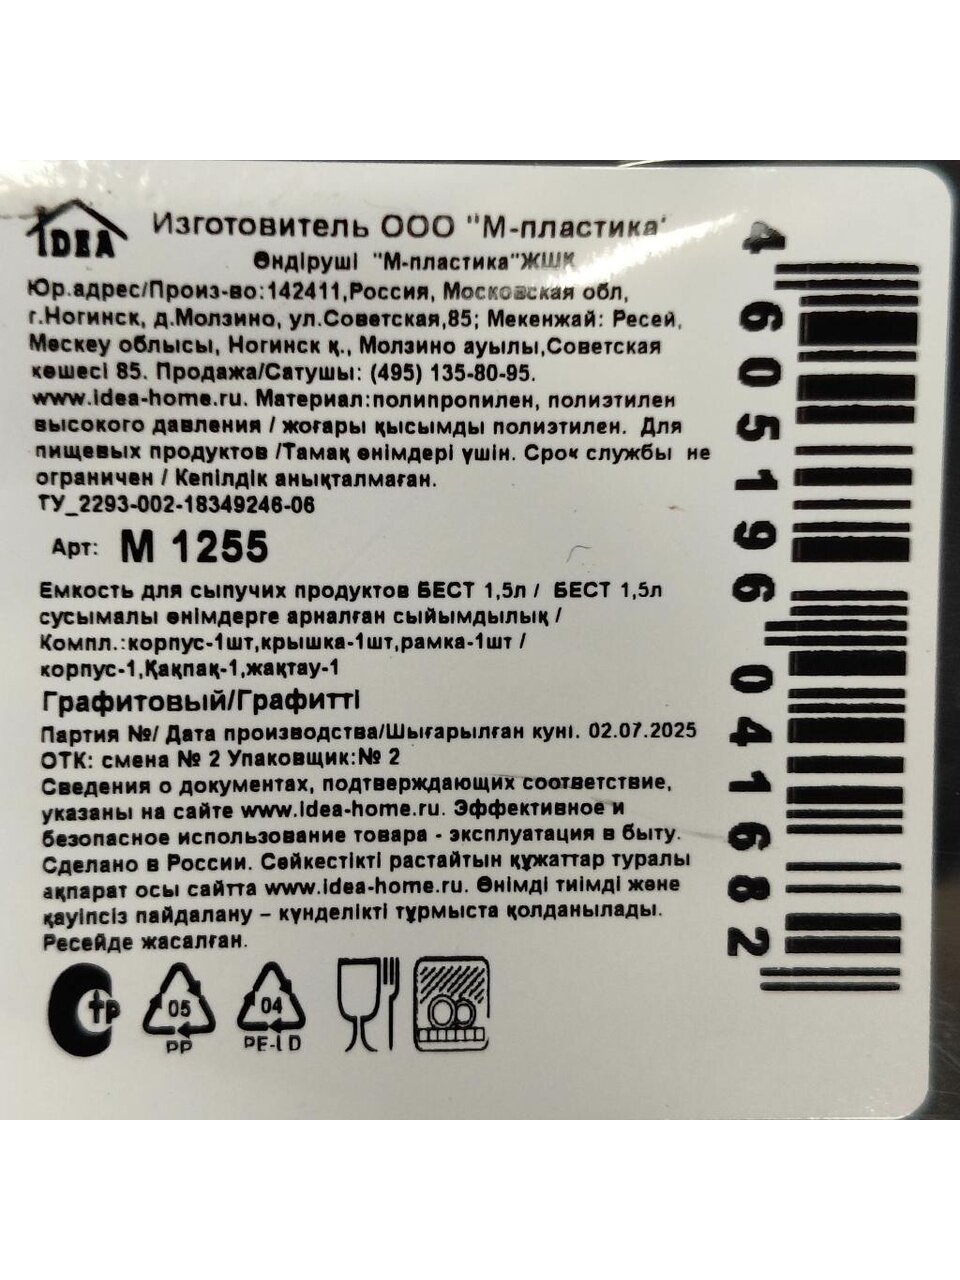 IDEA
Изготовитель ООО "М-пластика"
Өндіруші "М-пластика"ЖШК
Юр.адрес/Произ-во:142411,Россия, Московская обл,
г.Ногинск, д.Молзино, ул.Советская,85; Мекенжай: Ресей,
Мәскеу облысы, Ногинск қ., Молзино ауылы,Советская
көшесі 85. Продажа/Сатушы: (495) 135-80-95.
www.idea-home.ru. Материал:полипропилен, полиэтилен
высокого давления / жоғары қысымды полиэтилен. Для
пищевых продуктов /Тамақ өнімдері үшін. Срок службы не
ограничен / Кепілдік анықталмаған.
ТУ_2293-002-18349246-06
Арт: М 1255
Емкость для сыпучих продуктов БЕСТ 1,5л / БЕСТ 1,5л
сусымалы өнімдерге арналған сыйымдылық /
Компл.:корпус-1шт,крышка-1шт,рамка-1шт /
корпус-1,Қақпақ-1,жақтау-1
Графитовый/Графитті
Партия №/ Дата производства/Шығарылған күні. 02.07.2025
ОТК: смена № 2 Упаковщик:№ 2
Сведения о документах, подтверждающих соответствие,
указаны на сайте www.idea-home.ru. Эффективное и
безопасное использование товара - эксплуатация в быту.
Сделано в России. Сәйкестікті растайтын құжаттар туралы
ақпарат осы сайтта www.idea-home.ru. Өнімді тиімді және
қауіпсіз пайдалану – күнделікті тұрмыста қолданылады.
Ресейде жасалған.
05
PP
04
PE-LD
4605196041682